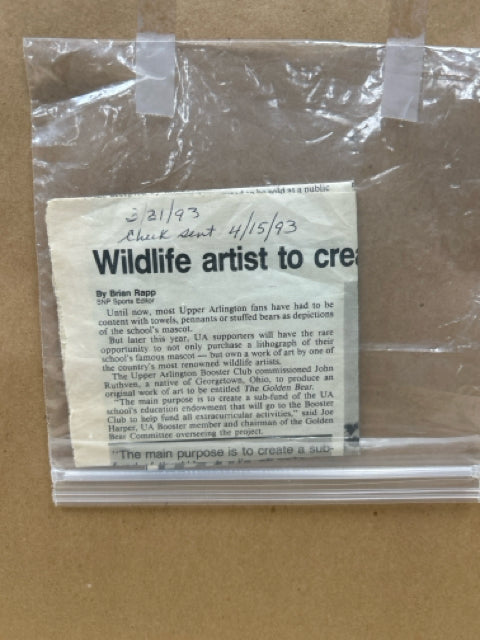 to be sold at a public
3/21/93
Check sent 4/15/93
Wildlife artist to crea
By Brian Rapp
SNP Sports Editor
Until now, most Upper Arlington fans have had to be
content with towels, pennants or stuffed bears as depictions
of the school's mascot.
But later this year, UA supporters will have the rare
opportunity to not only purchase a lithograph of their
school's famous mascot — but own a work of art by one of
the country's most renowned wildlife artists.
The Upper Arlington Booster Club commissioned John
Ruthven, a native of Georgetown, Ohio, to produce an
original work of art to be entitled The Golden Bear.
"The main purpose is to create a sub-fund of the UA
school's education endowment that will go to the Booster
Club to help fund all extracurricular activities," said Joe
Harper, UA Booster member and chairman of the Golden
Bear Committee overseeing the project.
"The main purpose is to create a sub-